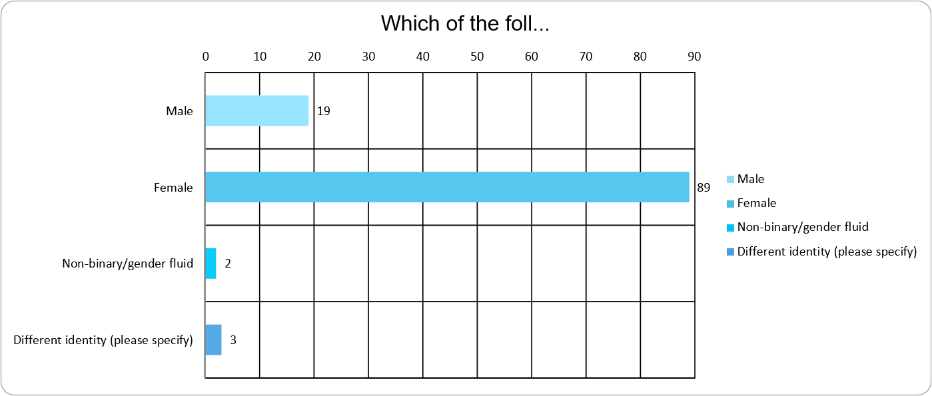 Which of the foll...
0 10 20 30 40 50 60 70 80 90
Male 19
Female 89
Non-binary/gender fluid 2
Different identity (please specify) 3
Male
Female
Non-binary/gender fluid
Different identity (please specify)